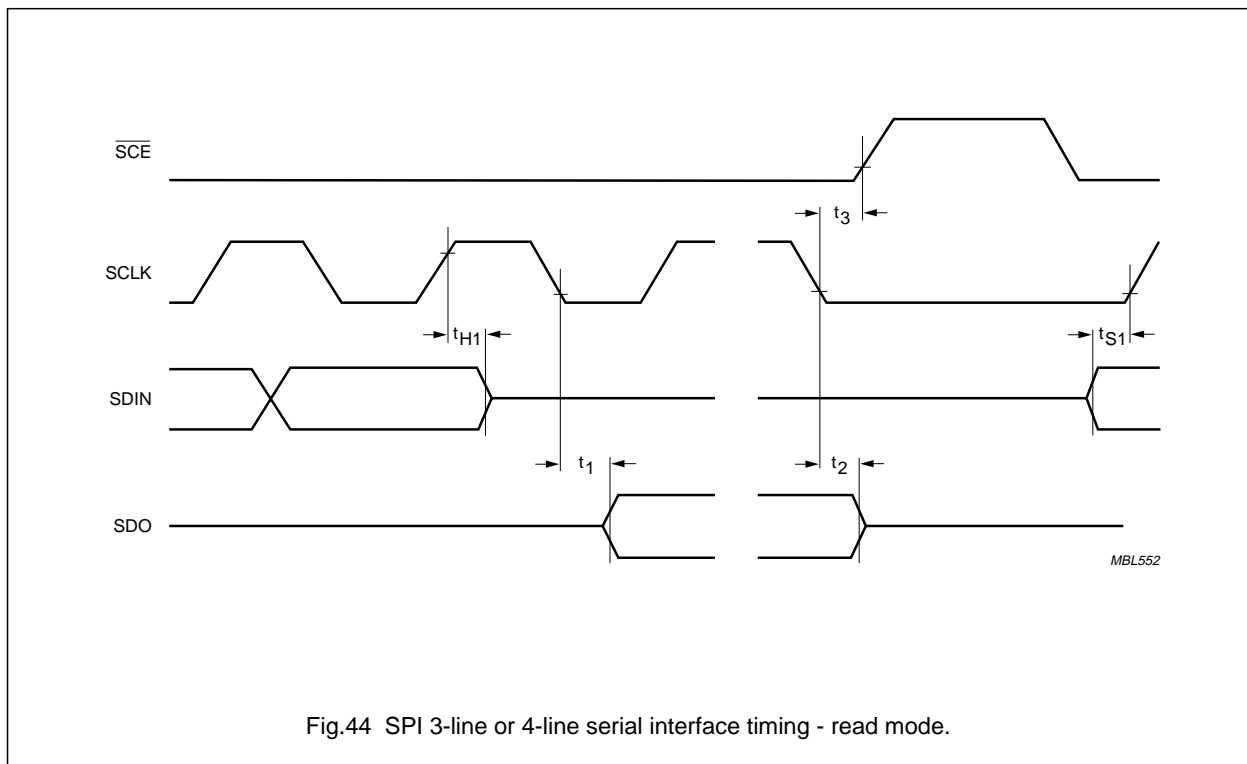 SCE
t3
SCLK
tH1
tS1
SDIN
t1
t2
SDO
MBL552
Fig.44 SPI 3-line or 4-line serial interface timing - read mode.